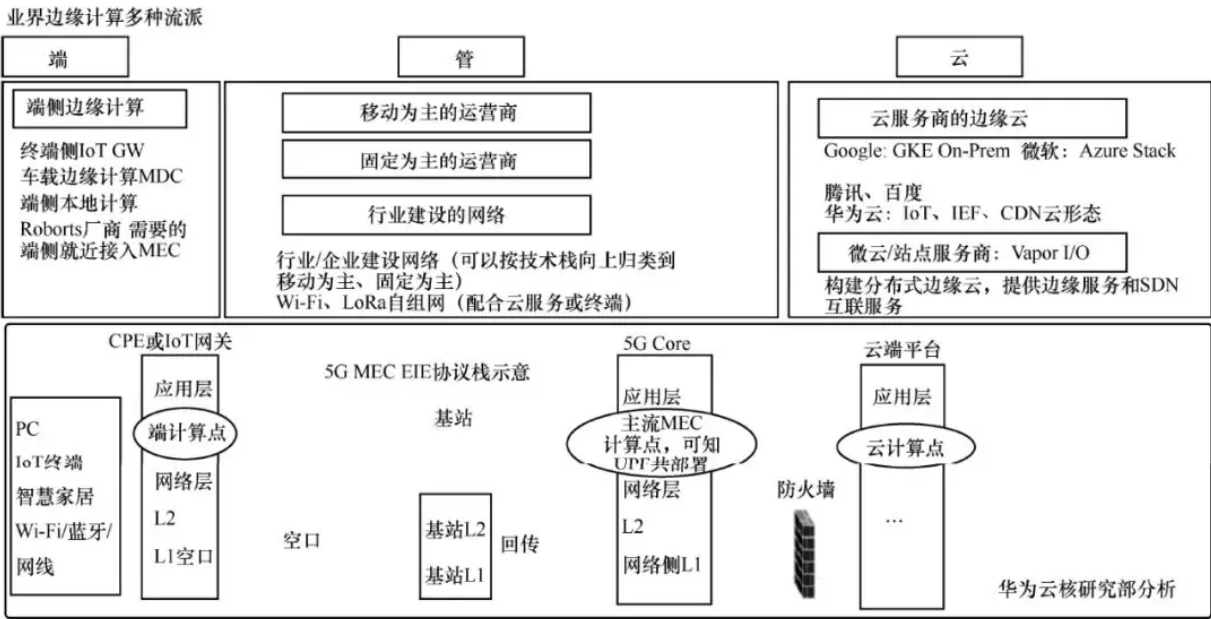 业界边缘计算多种流派
端
管
云
端侧边缘计算
终端侧IoT GW
车载边缘计算MDC
端侧本地计算
Roborts厂商 需要的
端侧就近接入MEC
移动为主的运营商
固定为主的运营商
行业建设的网络
行业/企业建设网络（可以按技术栈向上归类到
移动为主、固定为主）
Wi-Fi、LoRa自组网（配合云服务或终端）
云服务商的边缘云
Google: GKE On-Prem 微软：Azure Stack
腾讯、百度
华为云：IoT、IEF、CDN云形态
微云/站点服务商：Vapor I/O
构建分布式边缘云，提供边缘服务和SDN
互联服务
PC
IoT终端
智慧家居
Wi-Fi/蓝牙/
网线
CPE或IoT网关
应用层
端计算点
网络层
L2
L1空口
5G MEC EIE协议栈示意
空口
基站
基站L2
基站L1
回传
5G Core
应用层
主流MEC
计算点，可知
UPF共部署
网络层
L2
网络侧L1
防火墙
云端平台
应用层
云计算点
…
华为云核研究部分析